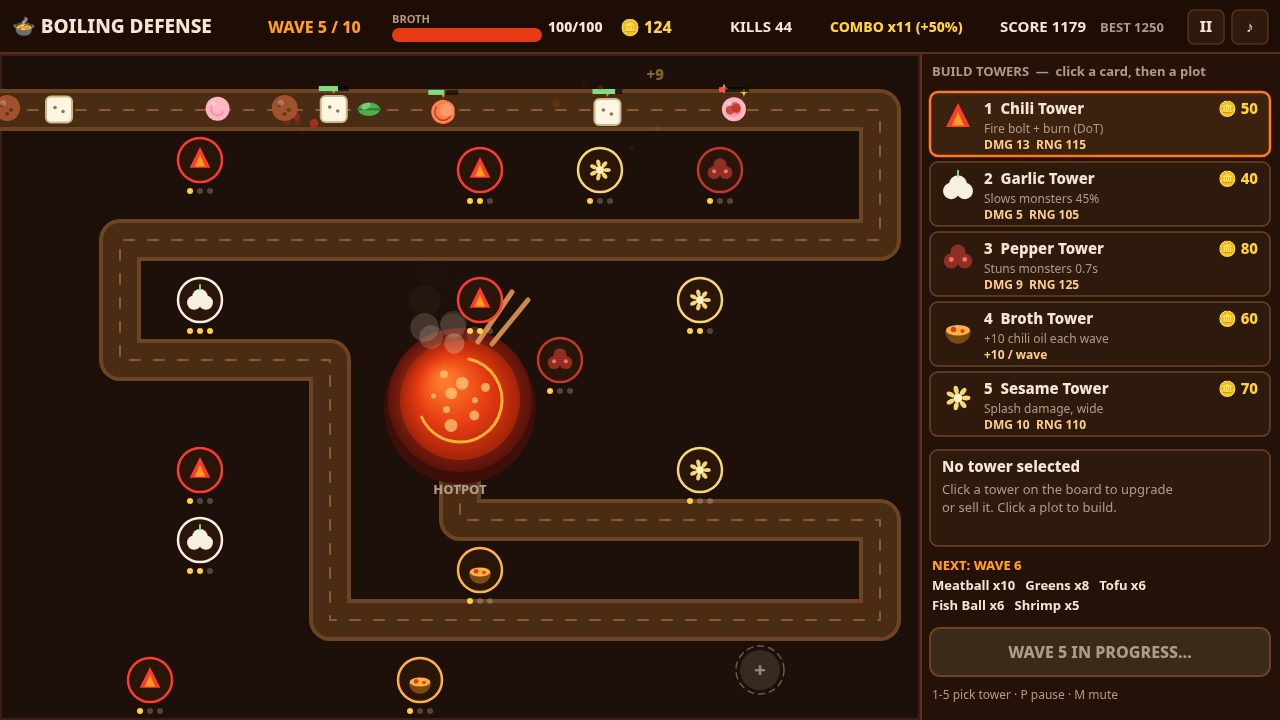 BOILING DEFENSE
WAVE 5 / 10
BROTH
100/100
124
KILLS 44
COMBO x11 (+50%)
SCORE 1179
BEST 1250
II
♪
+9
HOTPOT
+
BUILD TOWERS — click a card, then a plot
1 Chili Tower 50
Fire bolt + burn (DoT)
DMG 13 RNG 115
2 Garlic Tower 40
Slows monsters 45%
DMG 5 RNG 105
3 Pepper Tower 80
Stuns monsters 0.7s
DMG 9 RNG 125
4 Broth Tower 60
+10 chili oil each wave
+10 / wave
5 Sesame Tower 70
Splash damage, wide
DMG 10 RNG 110
No tower selected
Click a tower on the board to upgrade
or sell it. Click a plot to build.
NEXT: WAVE 6
Meatball x10 Greens x8 Tofu x6
Fish Ball x6 Shrimp x5
WAVE 5 IN PROGRESS...
1-5 pick tower · P pause · M mute